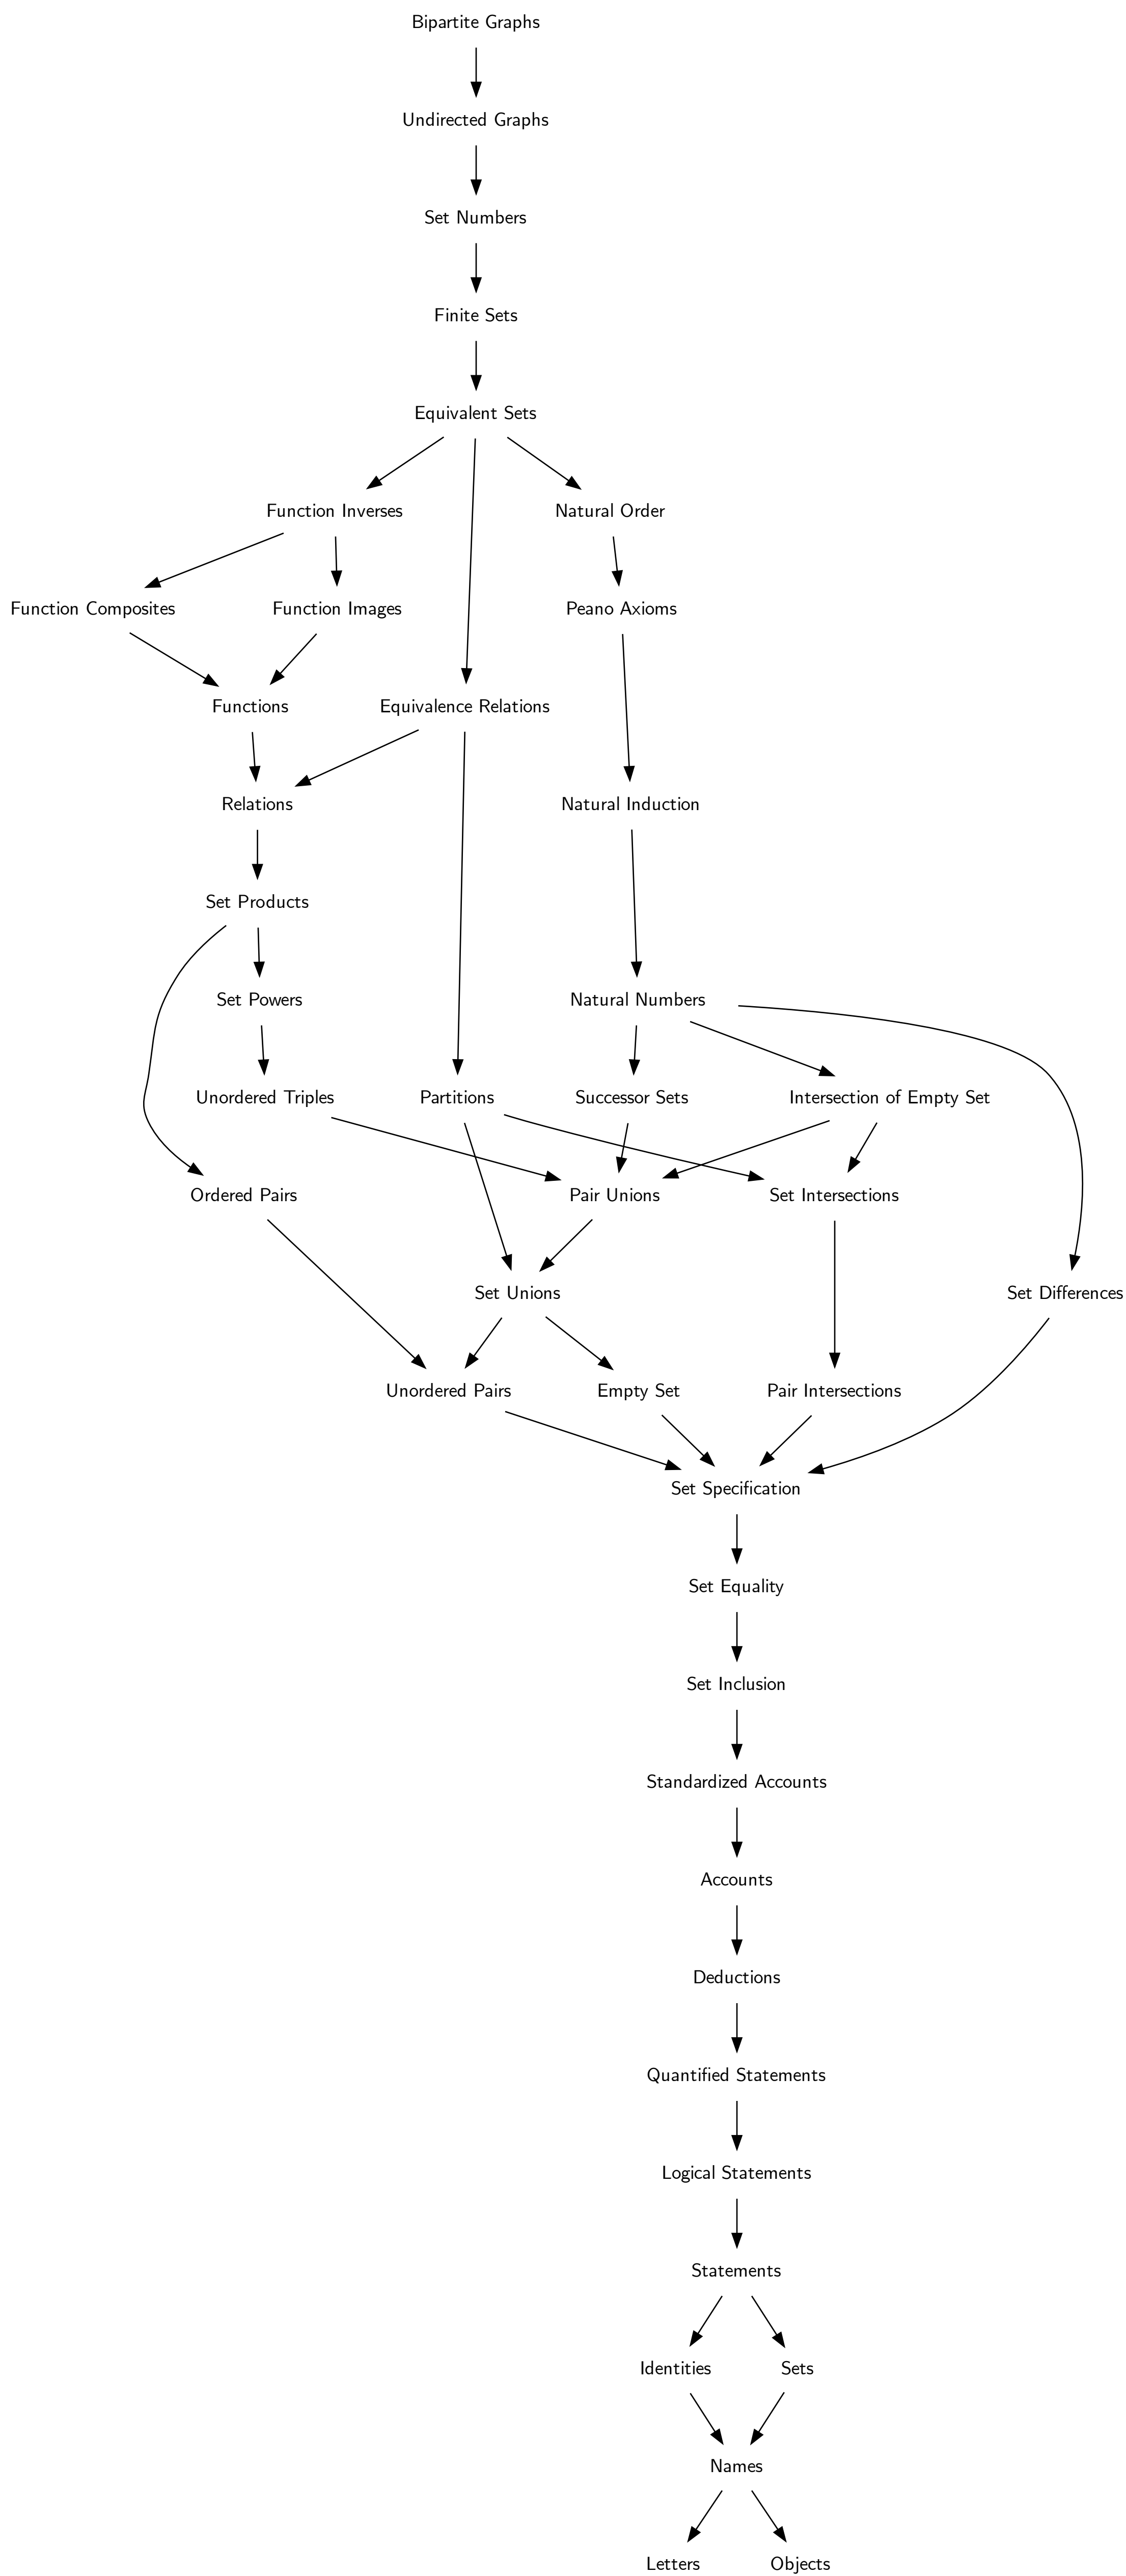 Bipartite Graphs
Undirected Graphs
Set Numbers
Finite Sets
Equivalent Sets
Function Inverses
Natural Order
Function Composites
Function Images
Peano Axioms
Functions
Equivalence Relations
Relations
Natural Induction
Set Products
Set Powers
Natural Numbers
Unordered Triples
Partitions
Successor Sets
Intersection of Empty Set
Ordered Pairs
Pair Unions
Set Intersections
Set Unions
Set Differences
Unordered Pairs
Empty Set
Pair Intersections
Set Specification
Set Equality
Set Inclusion
Standardized Accounts
Accounts
Deductions
Quantified Statements
Logical Statements
Statements
Identities
Sets
Names
Letters
Objects